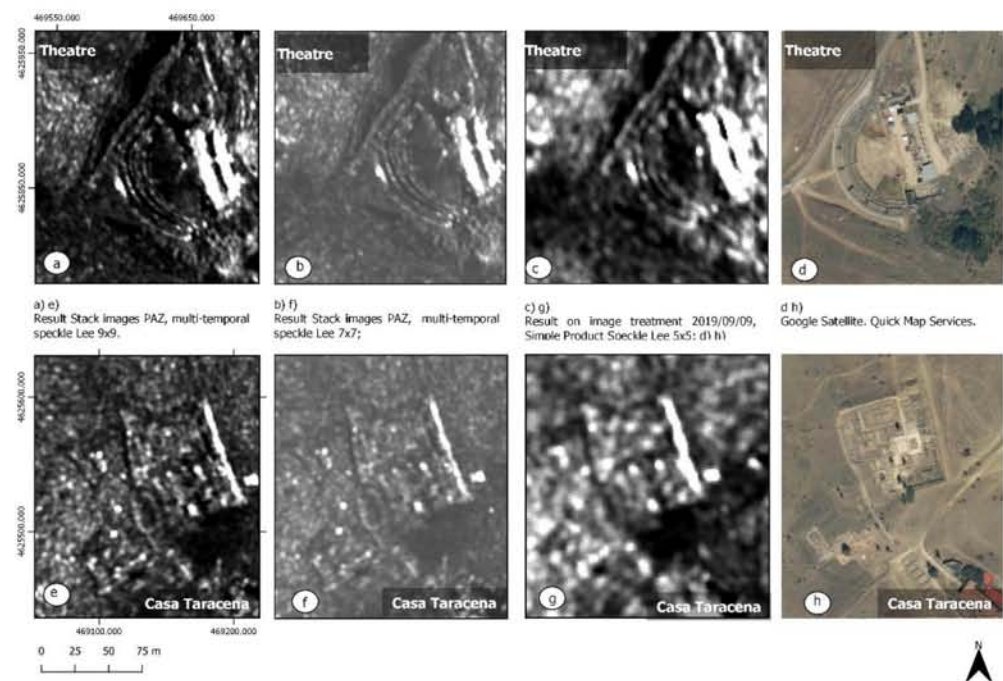 469550.000 469650.000
4625950.000
Theatre
Theatre
Theatre
Theatre
a
b
c
d
a) e)
Result Stack images PAZ, multi-temporal
speckle Lee 9x9.
b) f)
Result Stack images PAZ, multi-temporal
speckle Lee 7x7;
c) g)
Result on image treatment 2019/09/09,
Simple Product Speckle Lee 5x5; d) h)
d h)
Google Satellite. Quick Map Services.
4625600.000
4625500.000
e
Casa Taracena
f
Casa Taracena
g
Casa Taracena
h
Casa Taracena
469100.000 469200.000
0 25 50 75 m
N